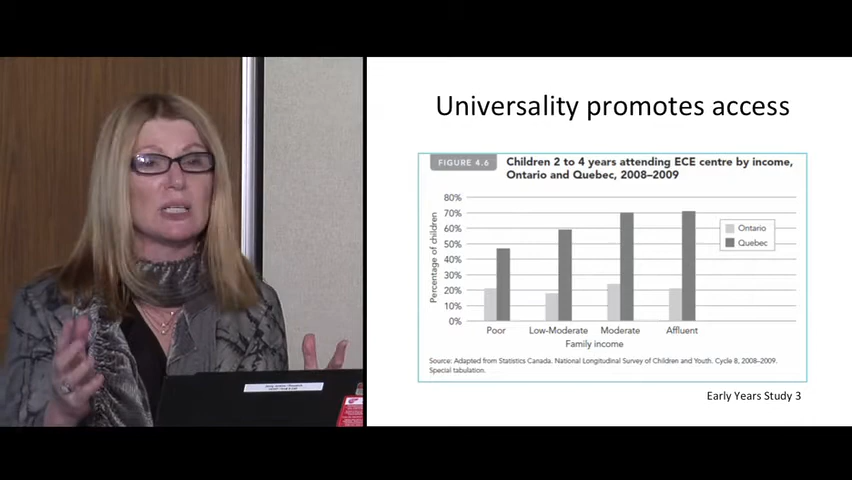 Universality promotes access
FIGURE 4.6
Children 2 to 4 years attending ECE centre by income,
Ontario and Quebec, 2008–2009
Percentage of children
80%
70%
60%
50%
40%
30%
20%
10%
0%
Ontario
Quebec
Poor
Low-Moderate
Moderate
Affluent
Family income
Source: Adapted from Statistics Canada. National Longitudinal Survey of Children and Youth. Cycle 8, 2008–2009.
Special tabulation.
Early Years Study 3